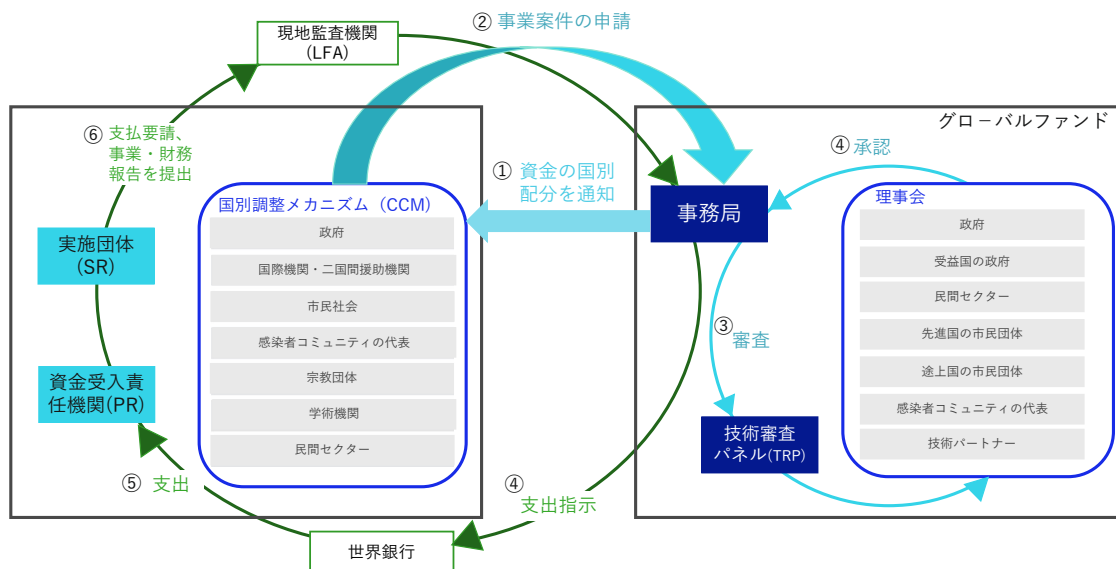 ② 事業案件の申請
現地監査機関
(LFA)
グロ－バルファンド
⑥ 支払要請、
事業・財務
報告を提出
① 資金の国別
配分を通知
④ 承認
国別調整メカニズム（CCM）
政府
国際機関・二国間援助機関
市民社会
感染者コミュニティの代表
宗教団体
学術機関
民間セクター
事務局
理事会
政府
受益国の政府
民間セクター
先進国の市民団体
途上国の市民団体
感染者コミュニティの代表
技術パートナー
実施団体
(SR)
③
審査
資金受入責
任機関(PR)
技術審査
パネル(TRP)
⑤ 支出
④
支出指示
世界銀行